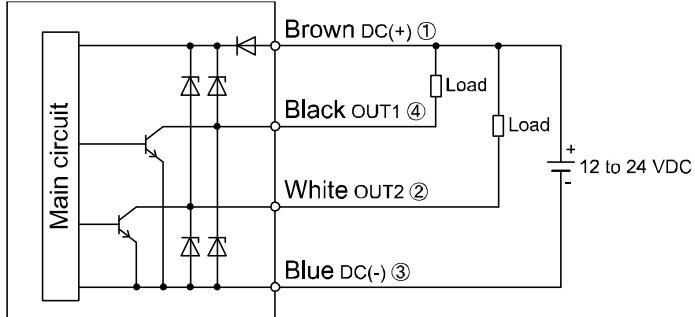 Main circuit
Brown DC(+) ①
Load
Black OUT1 ④
Load
+
12 to 24 VDC
-
White OUT2 ②
Blue DC(-) ③